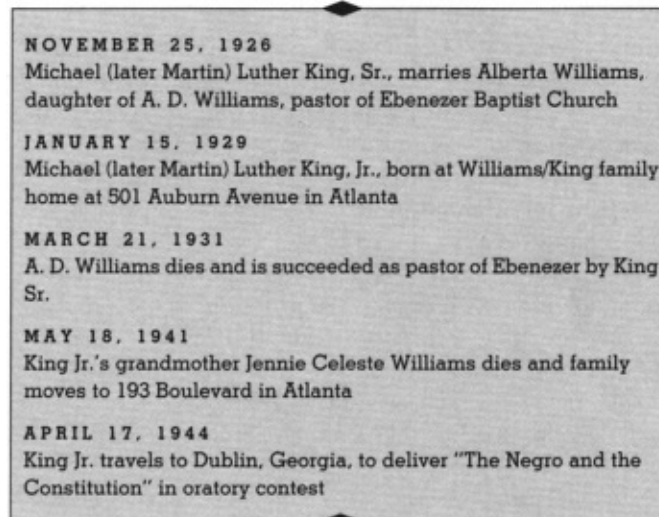 NOVEMBER 25, 1926
Michael (later Martin) Luther King, Sr., marries Alberta Williams,
daughter of A. D. Williams, pastor of Ebenezer Baptist Church
JANUARY 15, 1929
Michael (later Martin) Luther King, Jr., born at Williams/King family
home at 501 Auburn Avenue in Atlanta
MARCH 21, 1931
A. D. Williams dies and is succeeded as pastor of Ebenezer by King
Sr.
MAY 18, 1941
King Jr.'s grandmother Jennie Celeste Williams dies and family
moves to 193 Boulevard in Atlanta
APRIL 17, 1944
King Jr. travels to Dublin, Georgia, to deliver "The Negro and the
Constitution" in oratory contest